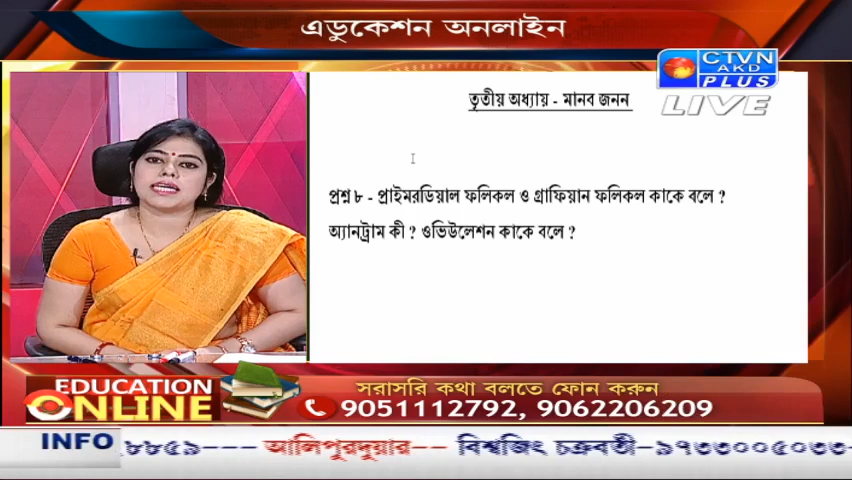 এডুকেশন অনলাইন
CTVN
AKD
PLUS
LIVE
তৃতীয় অধ্যায় - মানব জনন
প্রশ্ন ৮ - প্রাইমরডিয়াল ফলিকল ও গ্রাফিয়ান ফলিকল কাকে বলে ?
অ্যানট্রাম কী ? ওভিউলেশন কাকে বলে ?
EDUCATION
ONLINE
সরাসরি কথা বলতে ফোন করুন
9051112792, 9062206209
INFO ৮৮৫৯--- আলিপুরদুয়ার-- বিশ্বজিৎ চক্রবর্তী-৯৭৩৩০০৫০৩৩-